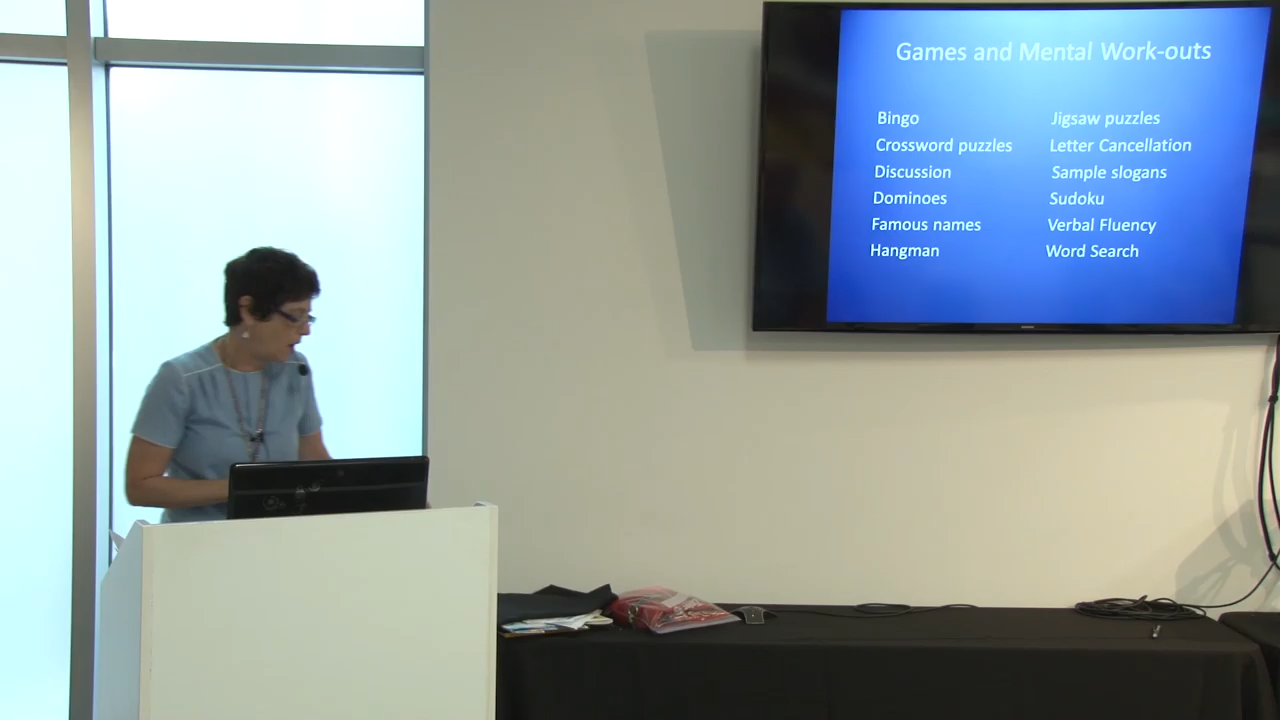 Games and Mental Work-outs
Bingo
Crossword puzzles
Discussion
Dominoes
Famous names
Hangman
Jigsaw puzzles
Letter Cancellation
Sample slogans
Sudoku
Verbal Fluency
Word Search